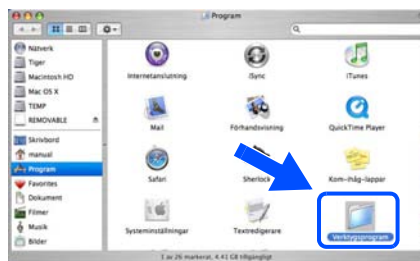 Program
Nätverk
Tiger
Macintosh HD
Mac OS X
TEMP
REMOVABLE
Skrivbord
manual
Program
Favorites
Dokument
Filmer
Musik
Bilder
Internetanslutning
iSync
iTunes
Mail
Förhandsvisning
QuickTime Player
Safari
Sherlock
Kom-ihåg-lappar
Systeminställningar
Textredigerare
Verktygsprogram
1 av 26 markerat, 4,41 GB tillgängligt